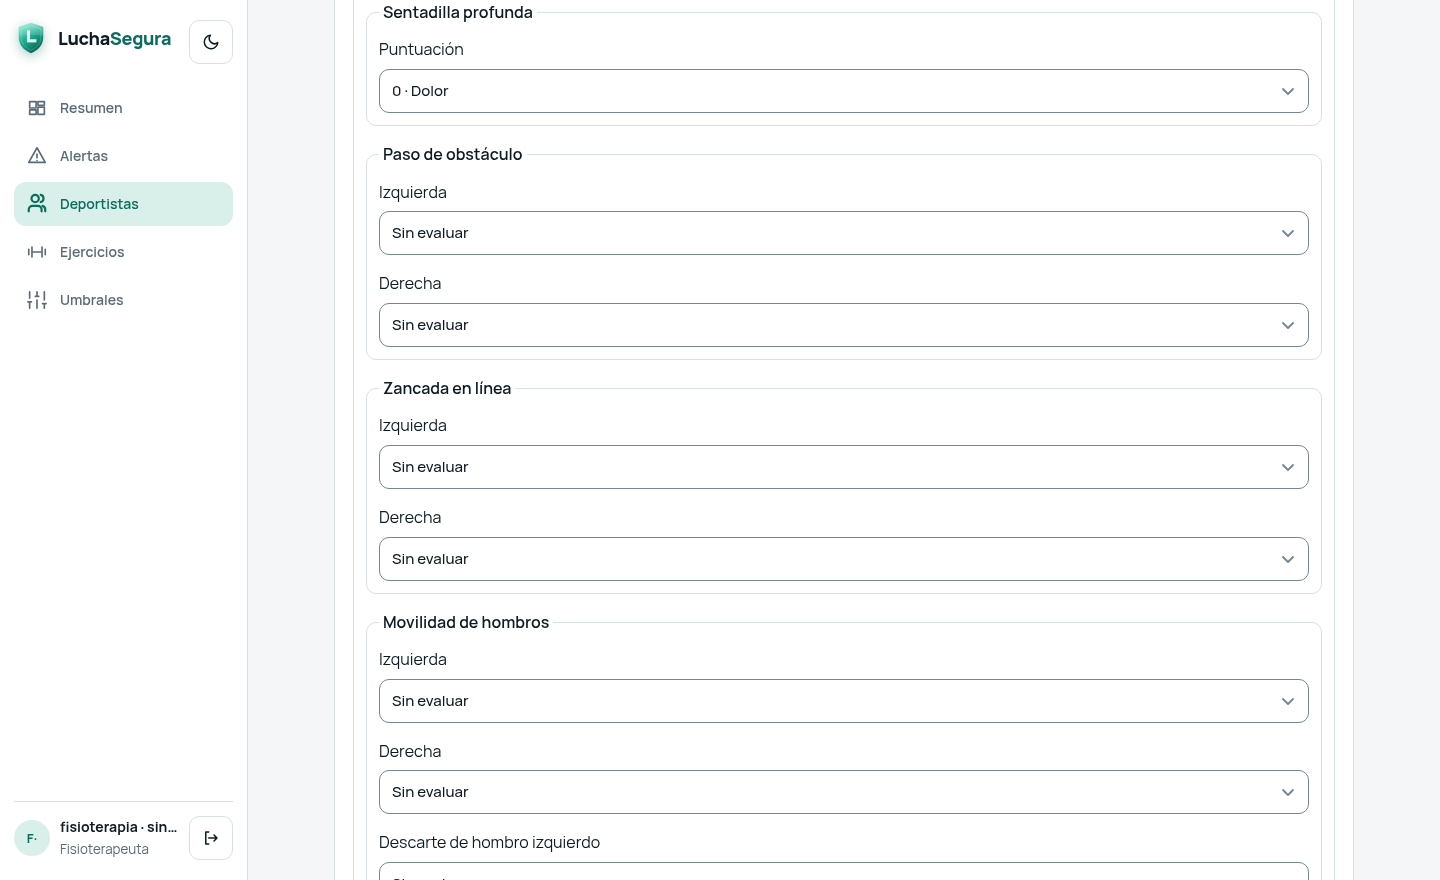 LuchaSegura
Resumen
Alertas
Deportistas
Ejercicios
Umbrales
F·
fisioterapia · sin...
Fisioterapeuta
Sentadilla profunda
Puntuación
0 · Dolor
Paso de obstáculo
Izquierda
Sin evaluar
Derecha
Sin evaluar
Zancada en línea
Izquierda
Sin evaluar
Derecha
Sin evaluar
Movilidad de hombros
Izquierda
Sin evaluar
Derecha
Sin evaluar
Descarte de hombro izquierdo